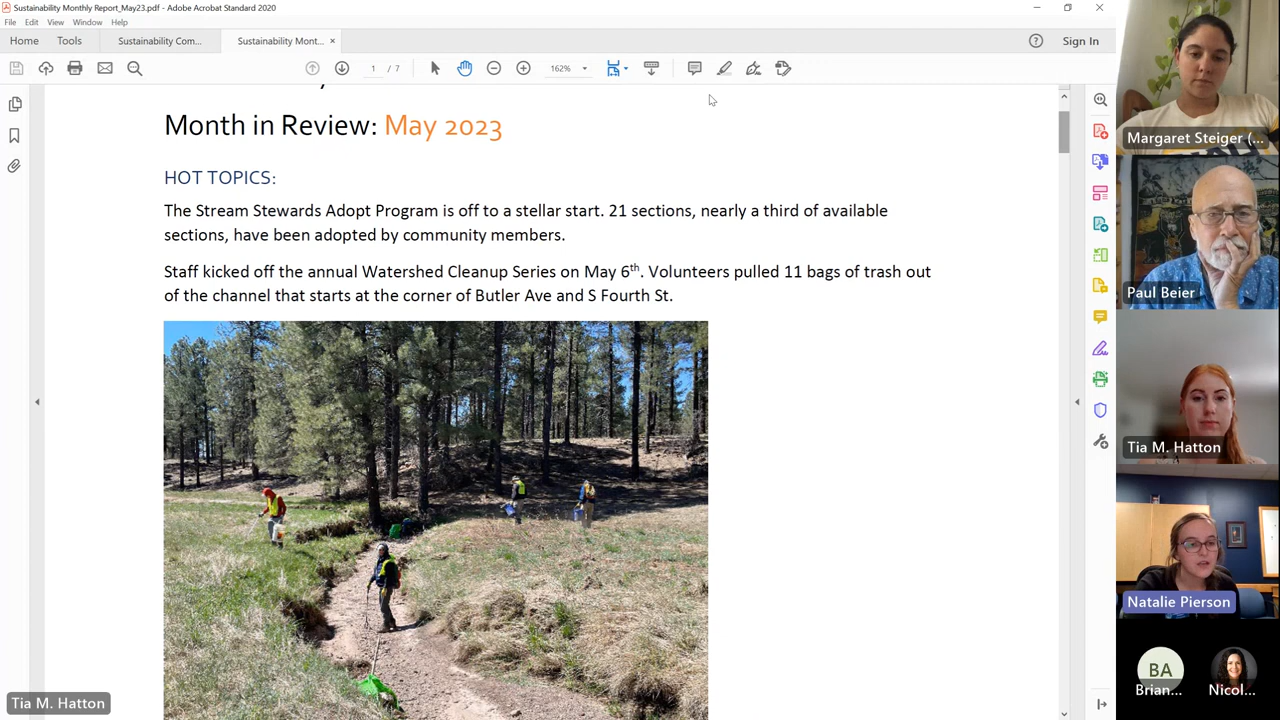 Sustainability Monthly Report_May23.pdf - Adobe Acrobat Standard 2020
File Edit View Window Help
Home Tools Sustainability Com... Sustainability Mont... × Sign In
1 / 7 162%
Month in Review: May 2023
HOT TOPICS:
The Stream Stewards Adopt Program is off to a stellar start. 21 sections, nearly a third of available
sections, have been adopted by community members.
Staff kicked off the annual Watershed Cleanup Series on May 6th. Volunteers pulled 11 bags of trash out
of the channel that starts at the corner of Butler Ave and S Fourth St.
Tia M. Hatton
Margaret Steiger (...
Paul Beier
Tia M. Hatton
Natalie Pierson
BA
Brian...
Nicol...